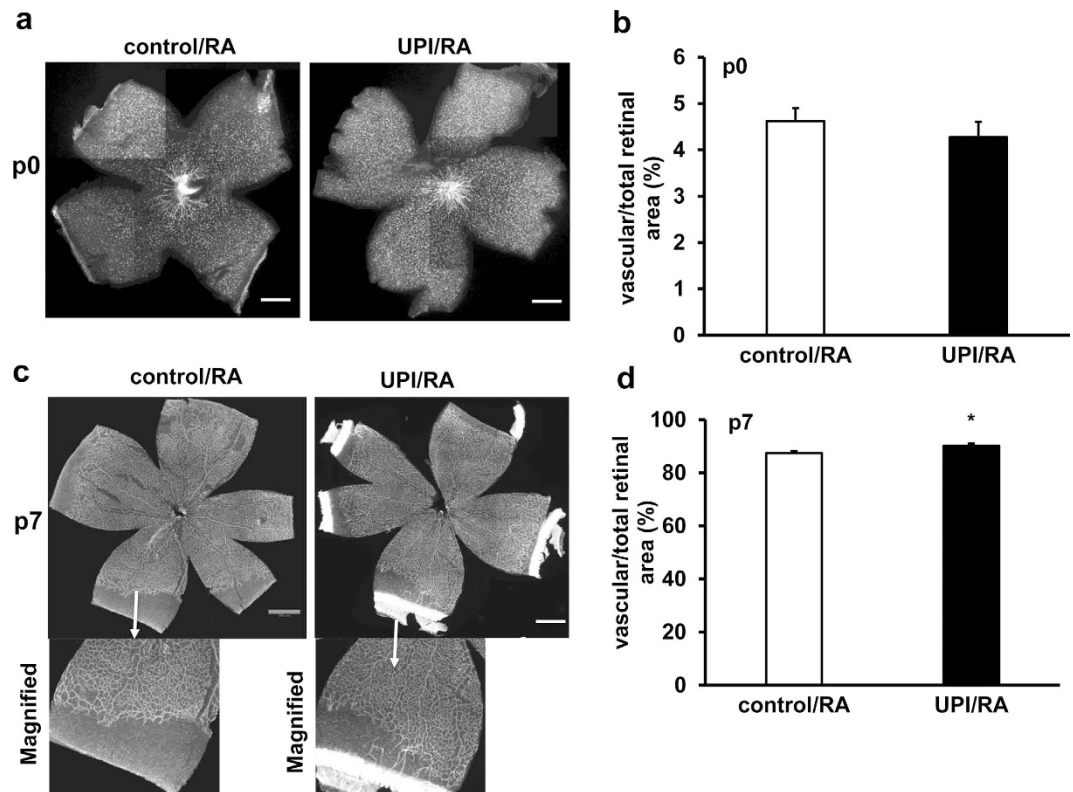 a
control/RA
UPI/RA
p0
b
p0
vascular/total retinal
area (%)
6
5
4
3
2
1
0
control/RA
UPI/RA
c
control/RA
UPI/RA
p7
Magnified
Magnified
d
p7
*
vascular/total retinal
area (%)
100
80
60
40
20
0
control/RA
UPI/RA